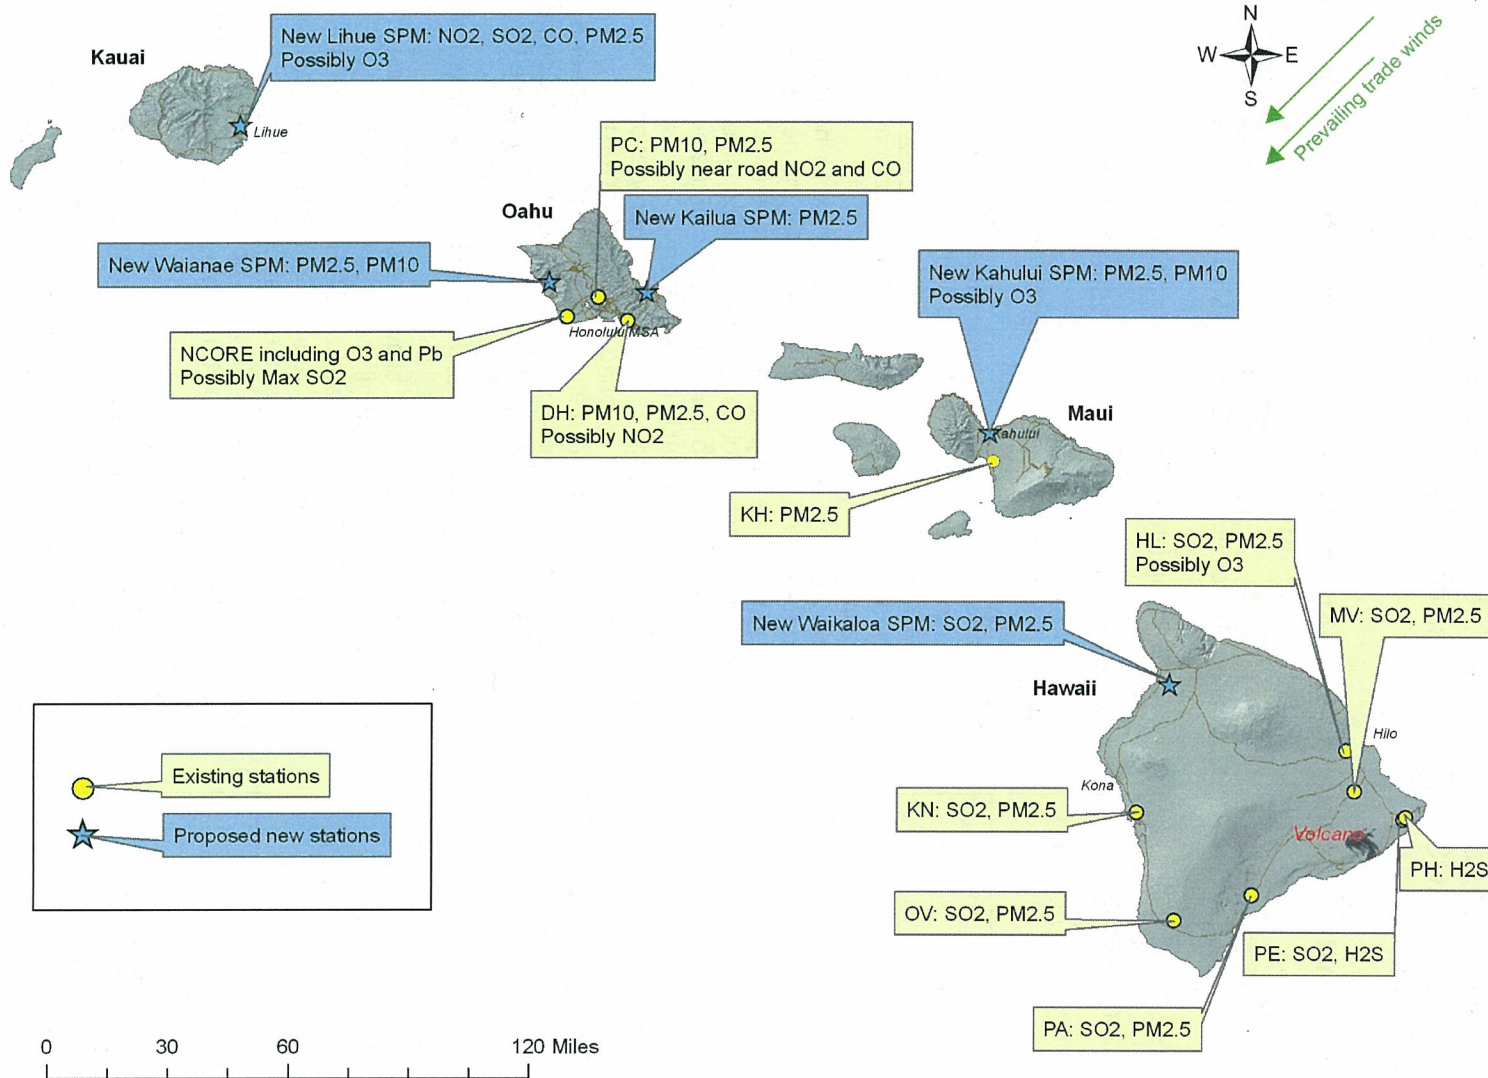 N
W E
S
Prevailing trade winds
Kauai
New Lihue SPM: NO2, SO2, CO, PM2.5
Possibly O3
Lihue
PC: PM10, PM2.5
Possibly near road NO2 and CO
Oahu
New Kailua SPM: PM2.5
New Waianae SPM: PM2.5, PM10
New Kahului SPM: PM2.5, PM10
Possibly O3
Honolulu MSA
NCORE including O3 and Pb
Possibly Max SO2
DH: PM10, PM2.5, CO
Possibly NO2
Maui
Kahului
KH: PM2.5
HL: SO2, PM2.5
Possibly O3
MV: SO2, PM2.5
New Waikaloa SPM: SO2, PM2.5
Hawaii
Hilo
Kona
KN: SO2, PM2.5
Volcano
PH: H2S
OV: SO2, PM2.5
PE: SO2, H2S
PA: SO2, PM2.5
Existing stations
Proposed new stations
0 30 60 120 Miles